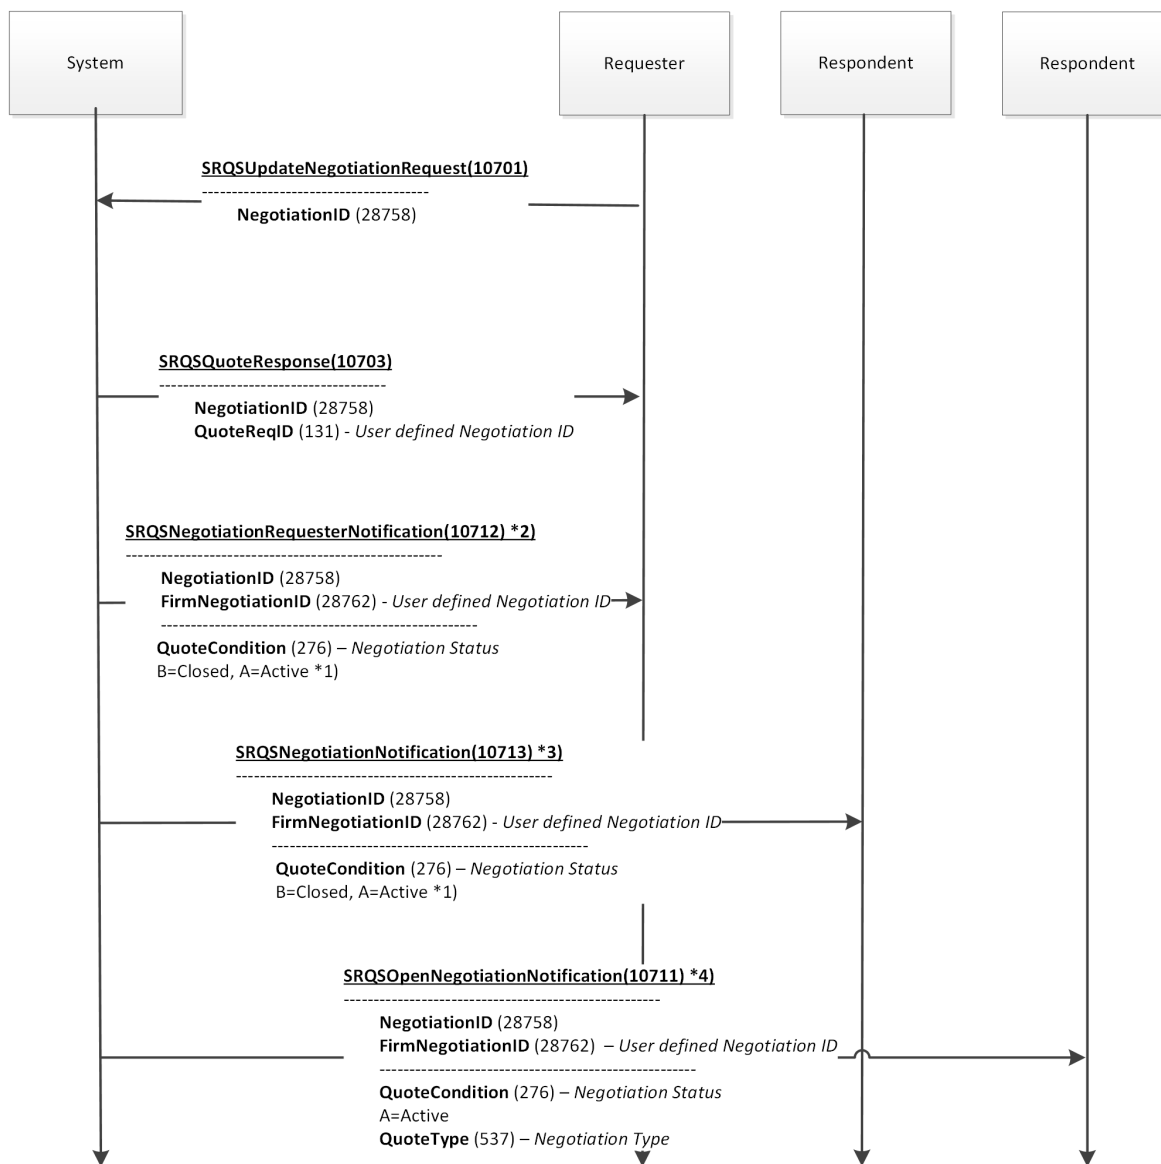 System
Requester
Respondent
Respondent
SRQSUpdateNegotiationRequest(10701)
--------------------------------------
NegotiationID (28758)
SRQSQuoteResponse(10703)
--------------------------------------
NegotiationID (28758)
QuoteReqID (131) - User defined Negotiation ID
SRQSNegotiationRequesterNotification(10712) *2)
-----------------------------------------------------
NegotiationID (28758)
FirmNegotiationID (28762) - User defined Negotiation ID
-----------------------------------------------------
QuoteCondition (276) – Negotiation Status
B=Closed, A=Active *1)
SRQSNegotiationNotification(10713) *3)
-----------------------------------------------------
NegotiationID (28758)
FirmNegotiationID (28762) - User defined Negotiation ID
-----------------------------------------------------
QuoteCondition (276) – Negotiation Status
B=Closed, A=Active *1)
SRQSOpenNegotiationNotification(10711) *4)
-----------------------------------------------------
NegotiationID (28758)
FirmNegotiationID (28762) – User defined Negotiation ID
-----------------------------------------------------
QuoteCondition (276) – Negotiation Status
A=Active
QuoteType (537) – Negotiation Type